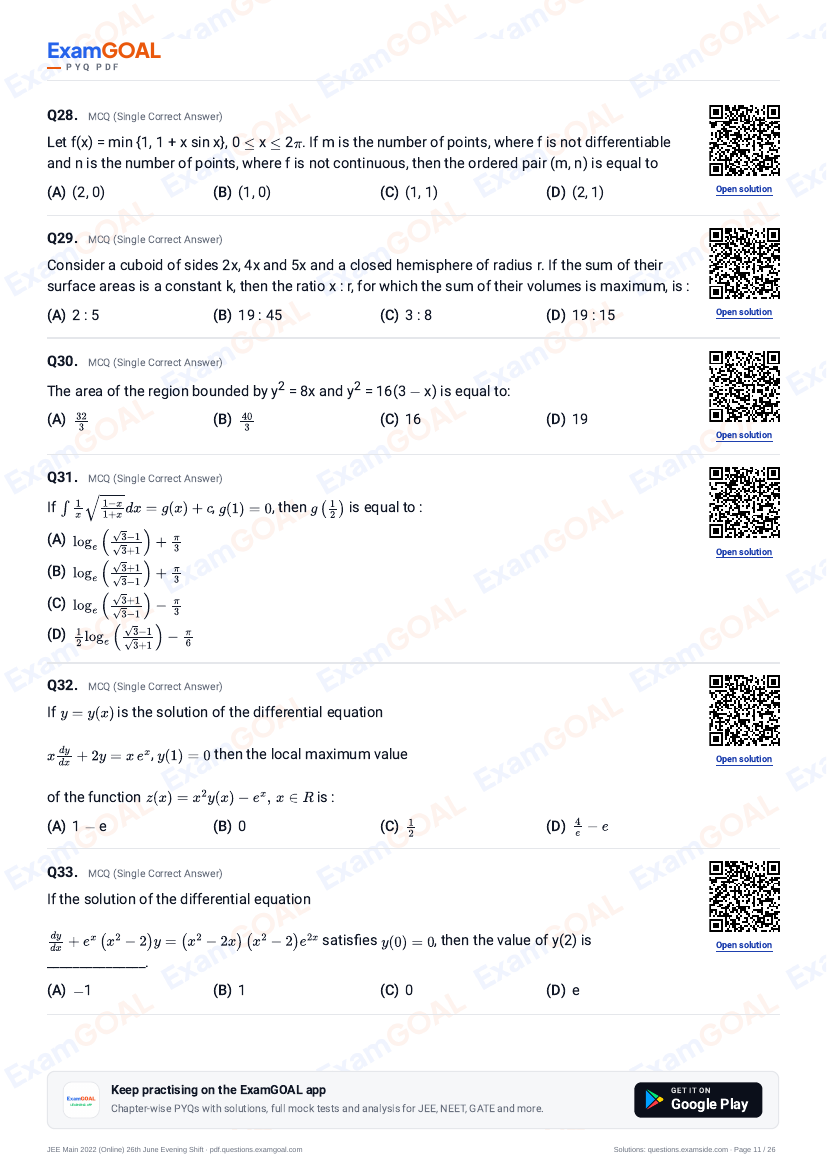 ExamGOAL
PYQ PDF
Q28. MCQ (Single Correct Answer)
Let f(x) = min {1, 1 + x sin x}, 0 ≤ x ≤ 2π. If m is the number of points, where f is not differentiable
and n is the number of points, where f is not continuous, then the ordered pair (m, n) is equal to
(A) (2, 0) (B) (1, 0) (C) (1, 1) (D) (2, 1)
Open solution
Q29. MCQ (Single Correct Answer)
Consider a cuboid of sides 2x, 4x and 5x and a closed hemisphere of radius r. If the sum of their
surface areas is a constant k, then the ratio x : r, for which the sum of their volumes is maximum, is :
(A) 2 : 5 (B) 19 : 45 (C) 3 : 8 (D) 19 : 15
Open solution
Q30. MCQ (Single Correct Answer)
The area of the region bounded by y² = 8x and y² = 16(3 − x) is equal to:
(A) 32/3 (B) 40/3 (C) 16 (D) 19
Open solution
Q31. MCQ (Single Correct Answer)
If ∫ 1/x √((1−x)/(1+x)) dx = g(x) + c, g(1) = 0, then g(1/2) is equal to :
(A) logₑ((√3−1)/(√3+1)) + π/3
(B) logₑ((√3+1)/(√3−1)) + π/3
(C) logₑ((√3+1)/(√3−1)) − π/3
(D) 1/2 logₑ((√3−1)/(√3+1)) − π/6
Open solution
Q32. MCQ (Single Correct Answer)
If y = y(x) is the solution of the differential equation
x dy/dx + 2y = x eˣ, y(1) = 0 then the local maximum value
of the function z(x) = x²y(x) − eˣ, x ∈ R is :
(A) 1 − e (B) 0 (C) 1/2 (D) 4/e − e
Open solution
Q33. MCQ (Single Correct Answer)
If the solution of the differential equation
dy/dx + eˣ (x² − 2)y = (x² − 2x) (x² − 2)e²ˣ satisfies y(0) = 0, then the value of y(2) is
_______________.
(A) −1 (B) 1 (C) 0 (D) e
Open solution
Keep practising on the ExamGOAL app
Chapter-wise PYQs with solutions, full mock tests and analysis for JEE, NEET, GATE and more.
GET IT ON
Google Play
JEE Main 2022 (Online) 26th June Evening Shift · pdf.questions.examgoal.com
Solutions: questions.examside.com · Page 11 / 26